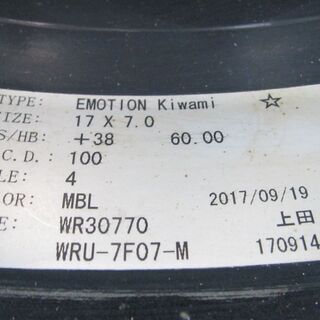 TYPE: EMOTION Kiwami ☆
SIZE: 17 X 7.0
S/HB: +38 60.00
C.D.: 100
LE: 4
OR: MBL 2017/09/19
E: WR30770 上田
WRU-7F07-M 170914